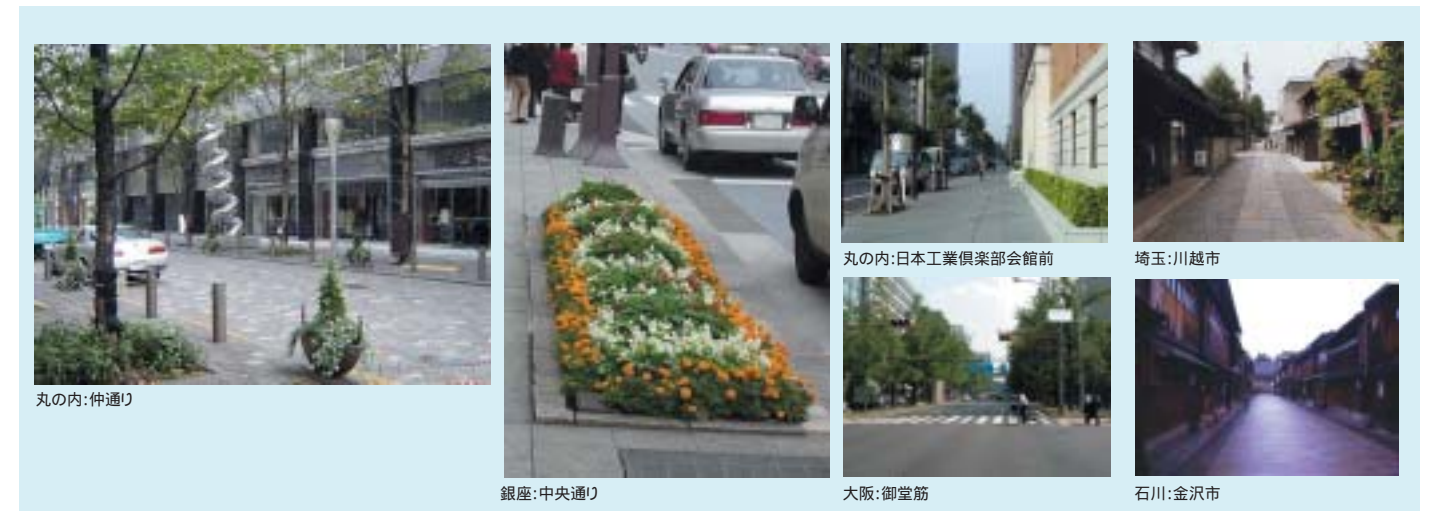 丸の内:仲通り
銀座:中央通り
丸の内:日本工業倶楽部会館前
大阪:御堂筋
埼玉:川越市
石川:金沢市